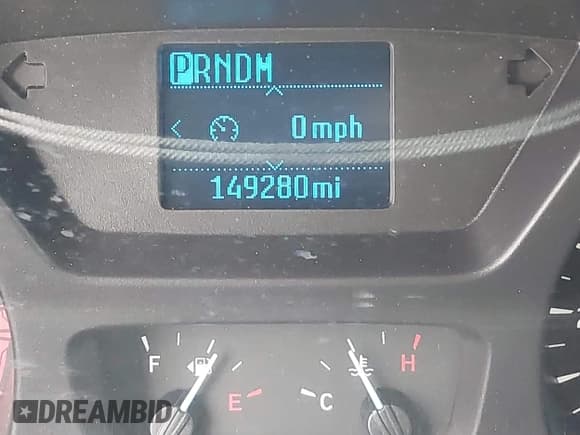 PRNDM
0mph
149280mi
F
E
C
H
DREAMBID